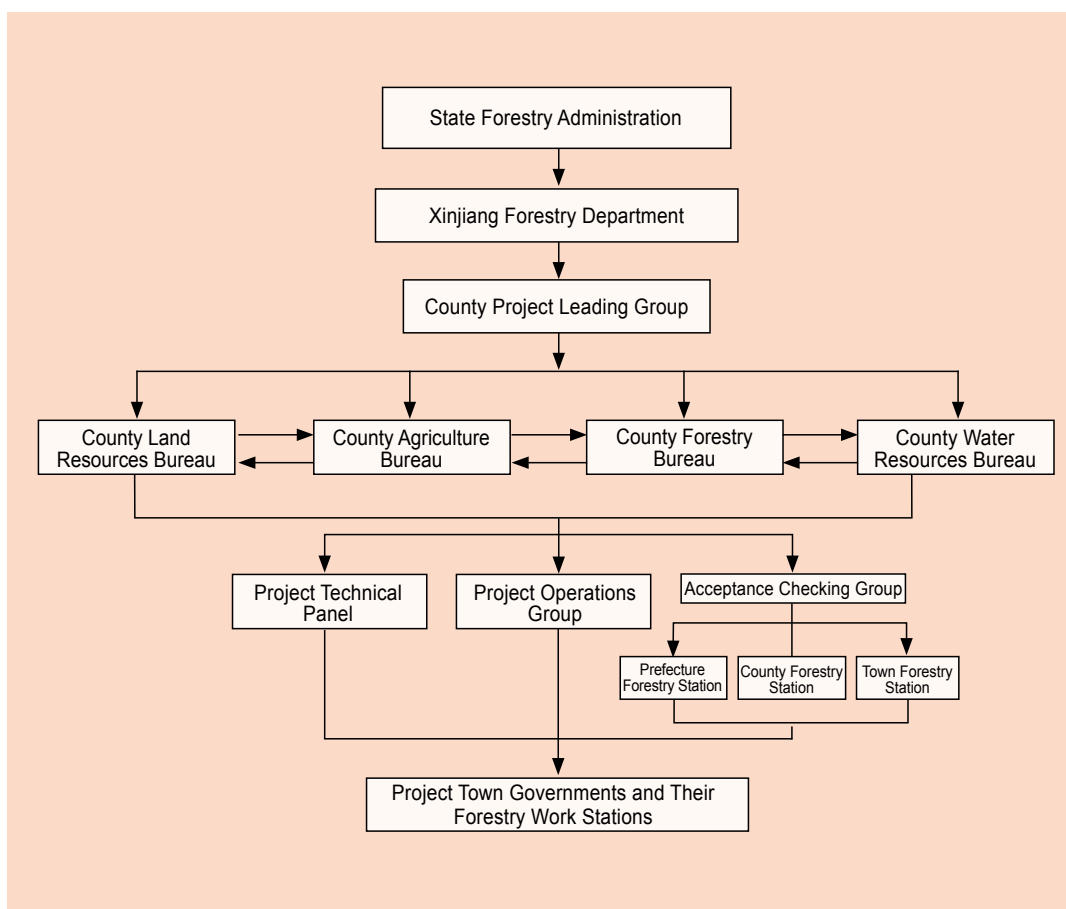 State Forestry Administration
Xinjiang Forestry Department
County Project Leading Group
County Land
Resources Bureau
County Agriculture
Bureau
County Forestry
Bureau
County Water
Resources Bureau
Project Technical
Panel
Project Operations
Group
Acceptance Checking Group
Prefecture
Forestry Station
County Forestry
Station
Town Forestry
Station
Project Town Governments and Their
Forestry Work Stations